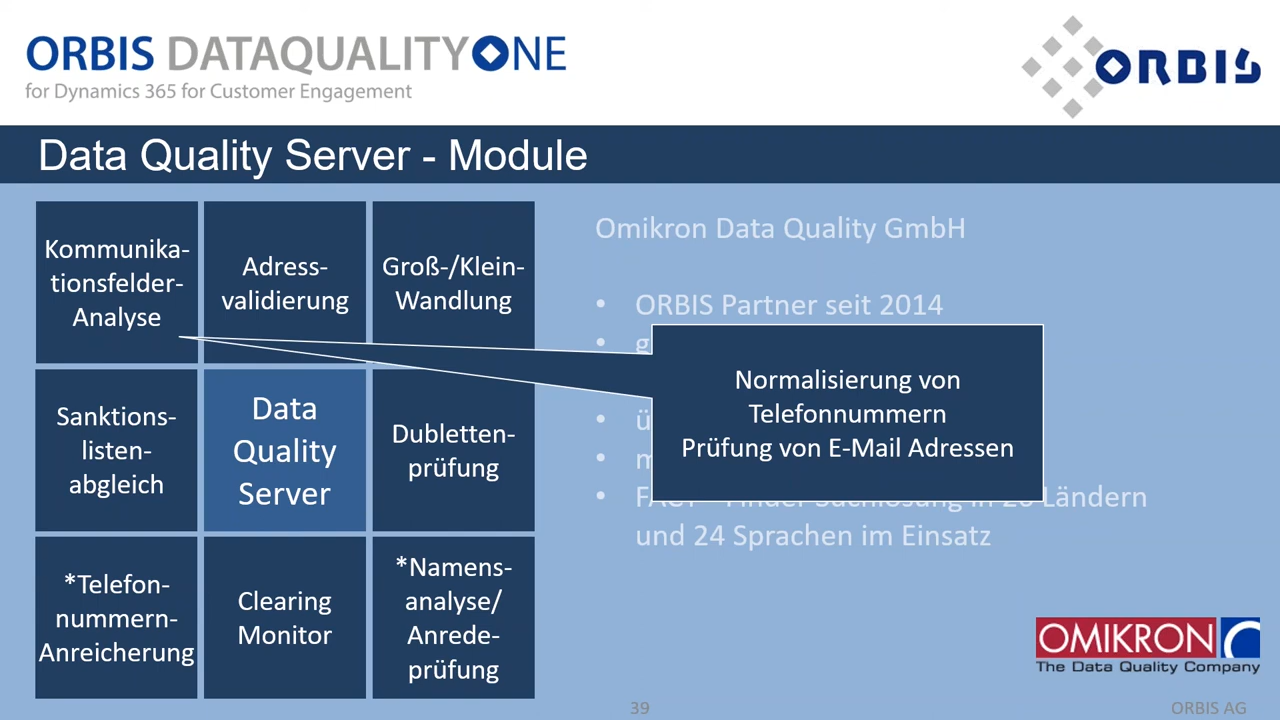 ORBIS DATAQUALITYONE
for Dynamics 365 for Customer Engagement
ORBIS
Data Quality Server - Module
Kommunika-
tionsfelder-
Analyse
Adress-
validierung
Groß-/Klein-
Wandlung
Sanktions-
listen-
abgleich
Data
Quality
Server
Dubletten-
prüfung
*Telefon-
nummern-
Anreicherung
Clearing
Monitor
*Namens-
analyse/
Anrede-
prüfung
Omikron Data Quality GmbH
• ORBIS Partner seit 2014
•
•
•
• Ländern
und 24 Sprachen im Einsatz
Normalisierung von
Telefonnummern
Prüfung von E-Mail Adressen
OMIKRON
The Data Quality Company
39
ORBIS AG